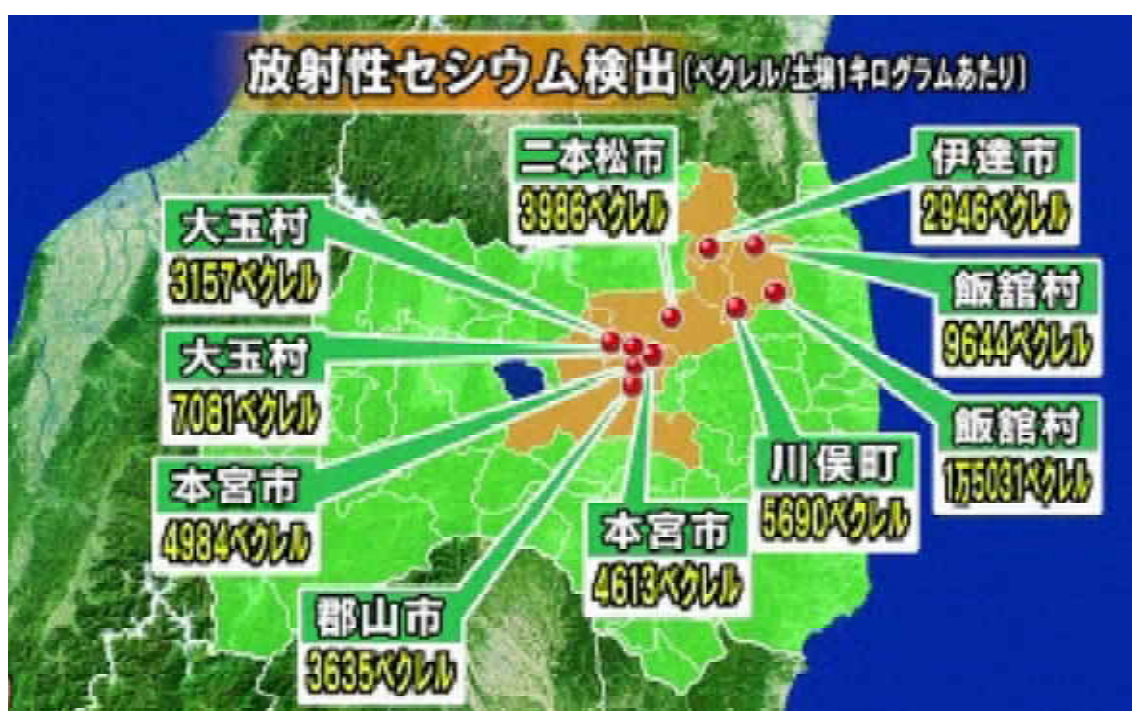 放射性セシウム検出(ベクレル/土壌1キログラムあたり)
二本松市
3986ベクレル
伊達市
2946ベクレル
大玉村
3157ベクレル
飯舘村
9644ベクレル
大玉村
7081ベクレル
飯舘村
1万5031ベクレル
川俣町
5690ベクレル
本宮市
4984ベクレル
本宮市
4613ベクレル
郡山市
3635ベクレル